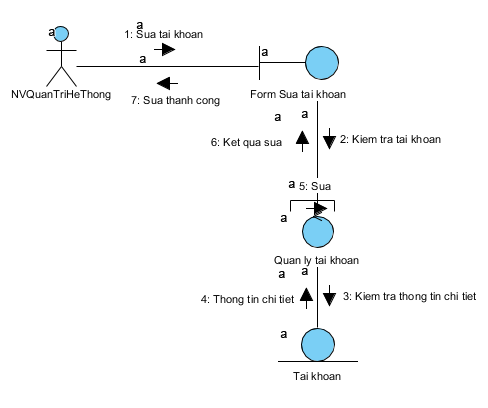 a
1: Sua tai khoan
a
a
a
NVQuanTriHeThong
7: Sua thanh cong
Form Sua tai khoan
a
a
6: Ket qua sua
2: Kiem tra tai khoan
a
5: Sua
a
Quan ly tai khoan
a
a
4: Thong tin chi tiet
3: Kiem tra thong tin chi tiet
a
Tai khoan